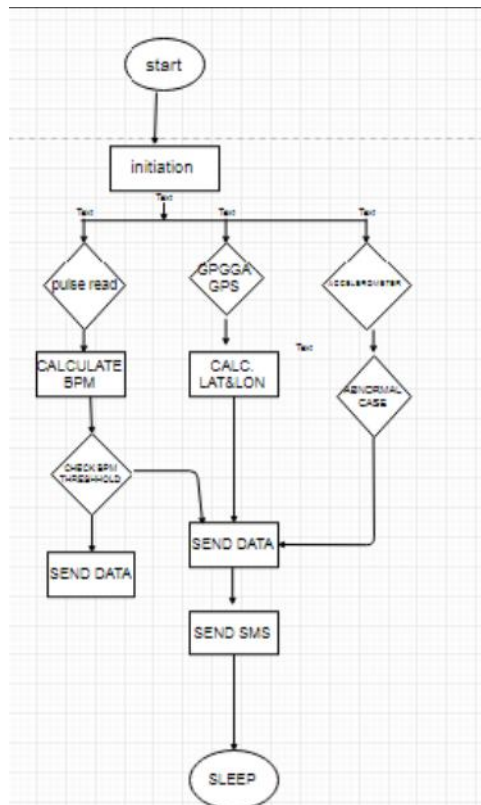 start
initiation
Text
Text
Text
Text
pulse read
GPGGA
GPS
ACCELEROMETER
CALCULATE
BPM
CALC.
LAT&LON
Text
ABNORMAL
CASE
CHECK BPM
THRESHHOLD
SEND DATA
SEND DATA
SEND SMS
SLEEP